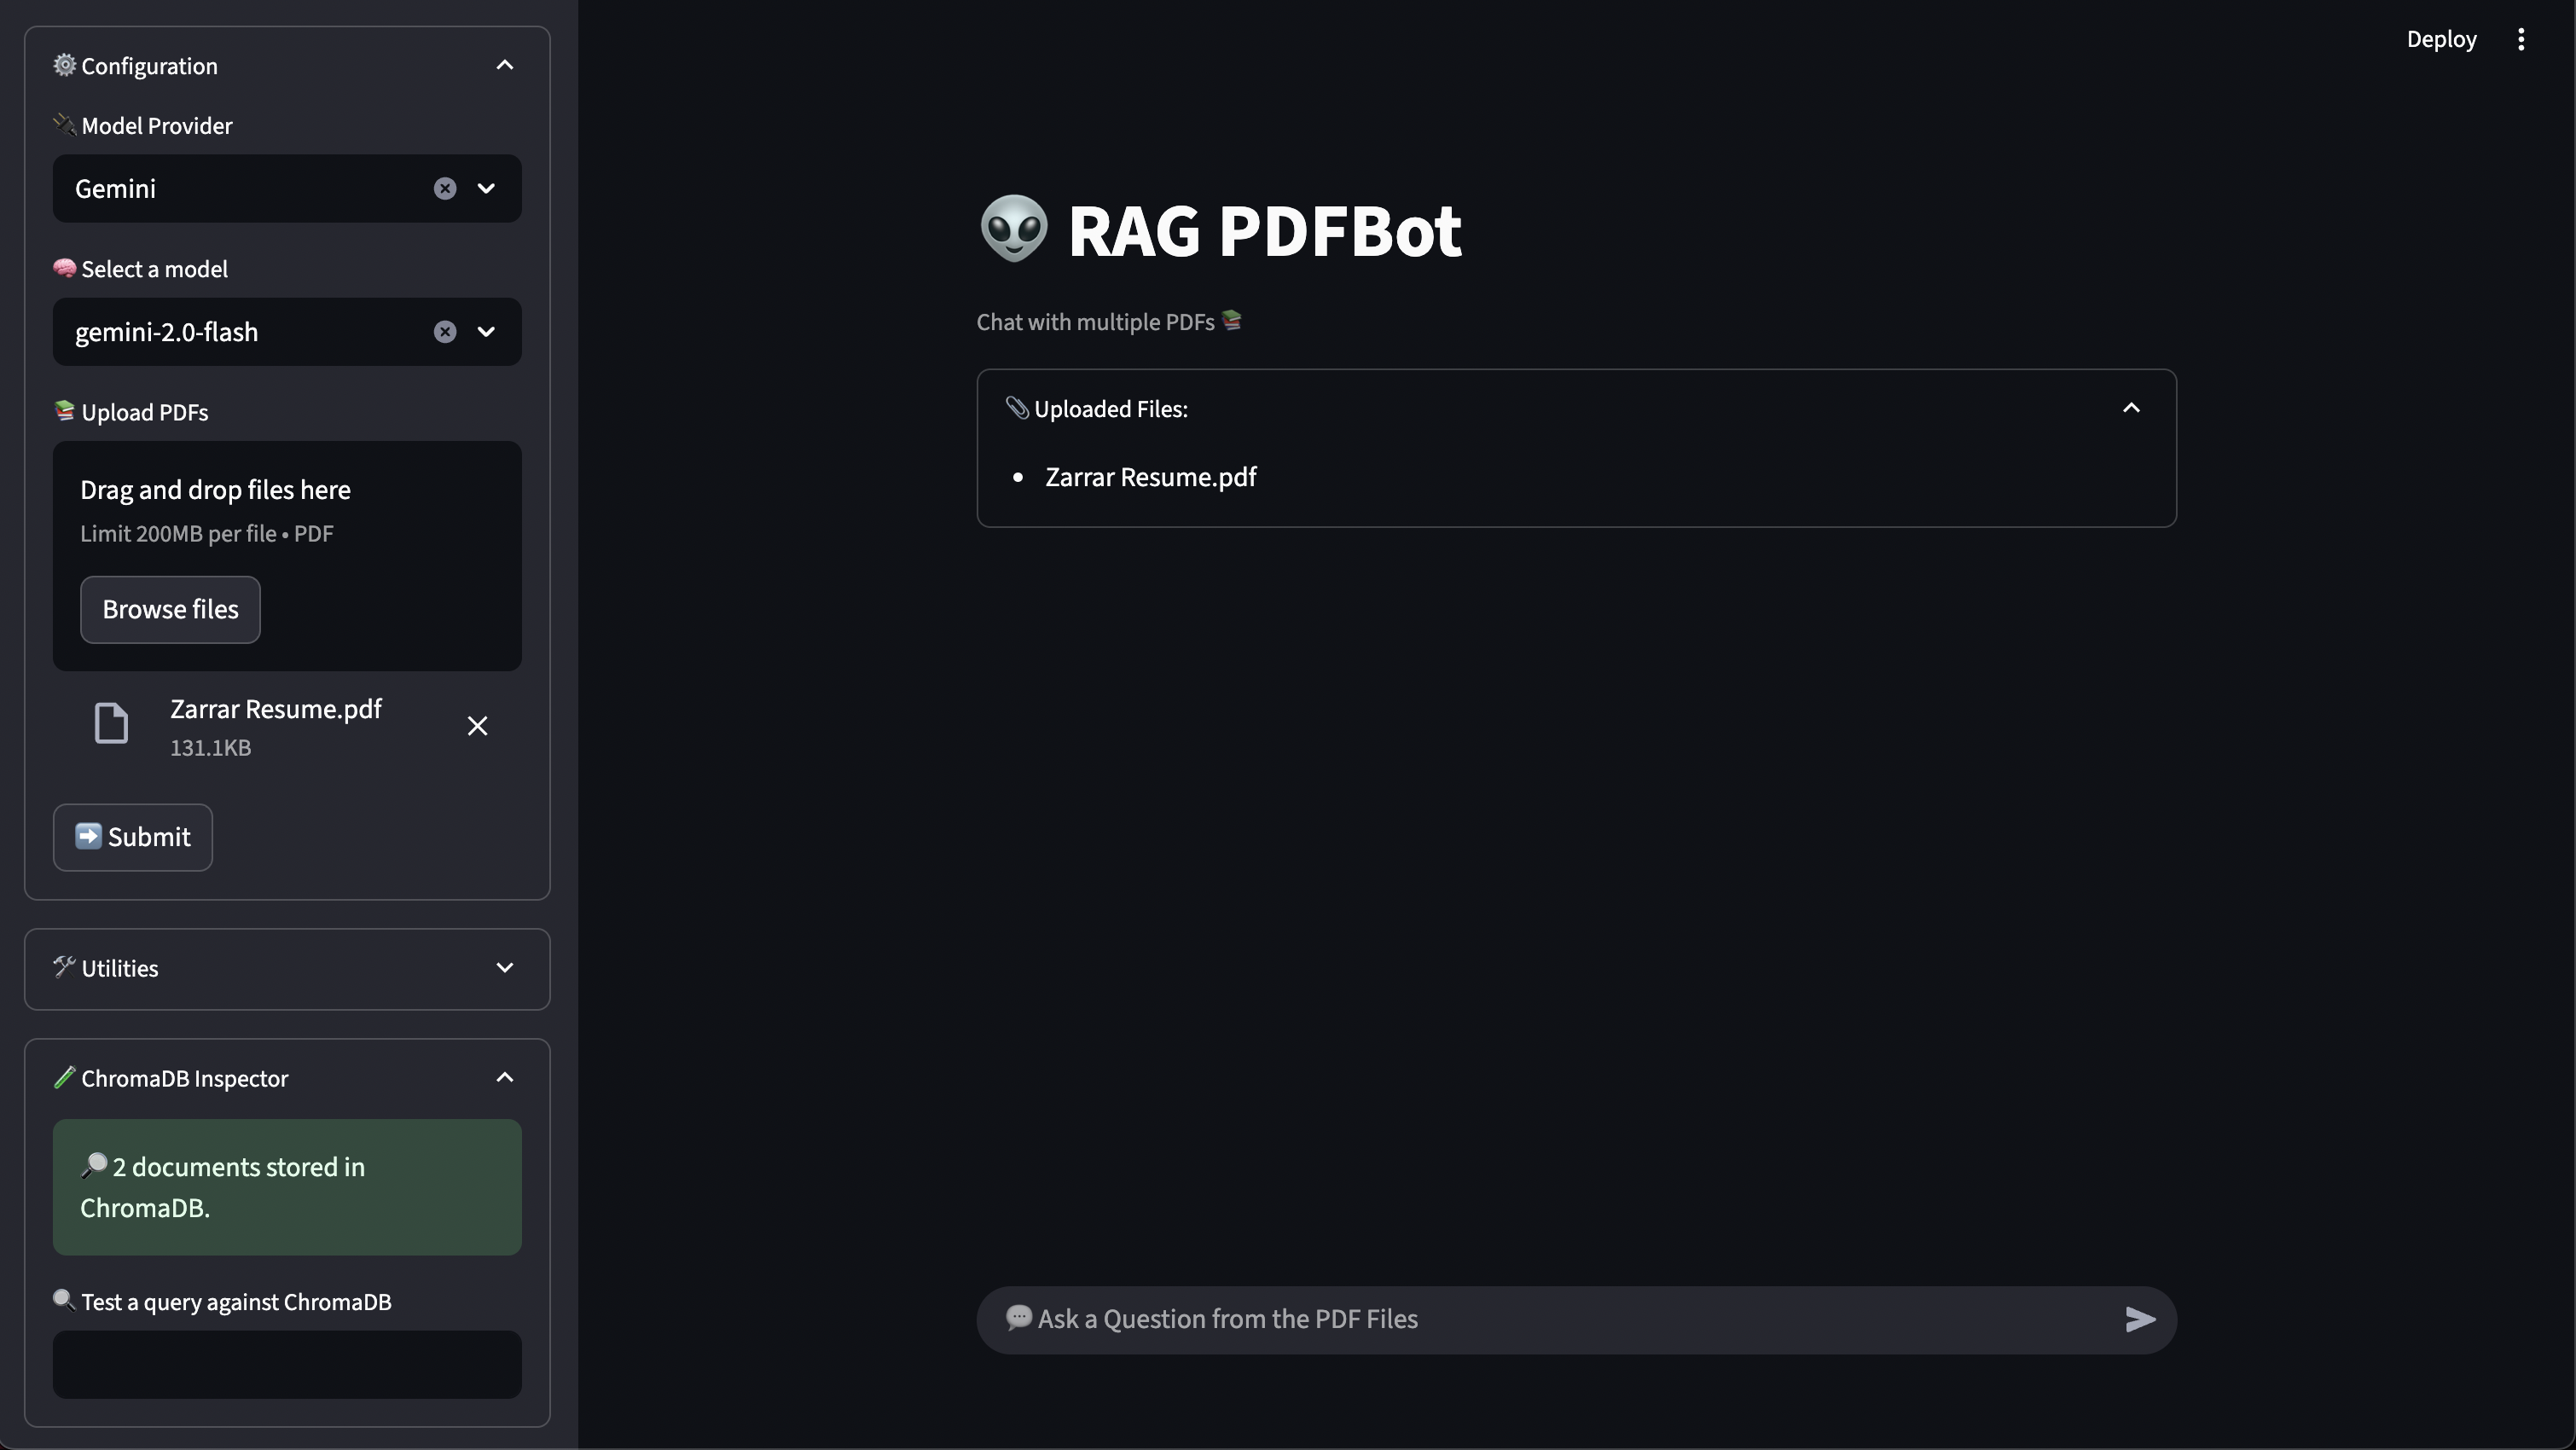 ⚙️ Configuration
🔌 Model Provider
Gemini
🧠 Select a model
gemini-2.0-flash
📚 Upload PDFs
Drag and drop files here
Limit 200MB per file • PDF
Browse files
Zarrar Resume.pdf
131.1KB
➡️ Submit
🛠️ Utilities
🧪 ChromaDB Inspector
🔎 2 documents stored in
ChromaDB.
🔍 Test a query against ChromaDB
Deploy
👽 RAG PDFBot
Chat with multiple PDFs 📚
📎 Uploaded Files:
• Zarrar Resume.pdf
💬 Ask a Question from the PDF Files